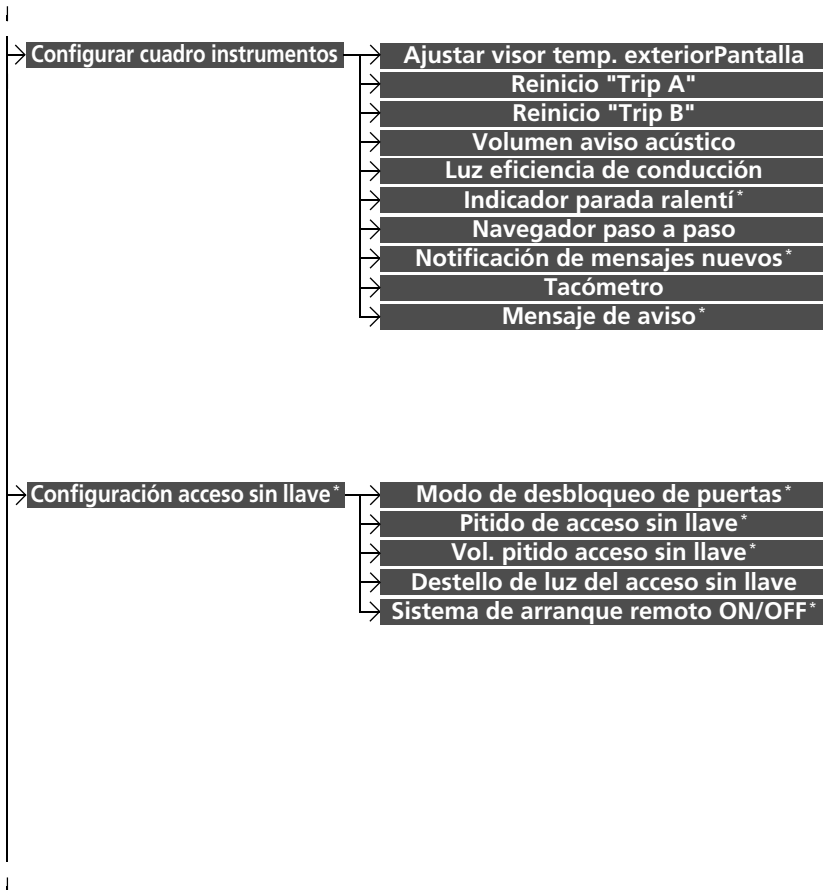 Configurar cuadro instrumentos
Ajustar visor temp. exteriorPantalla
Reinicio "Trip A"
Reinicio "Trip B"
Volumen aviso acústico
Luz eficiencia de conducción
Indicador parada ralentí*
Navegador paso a paso
Notificación de mensajes nuevos*
Tacómetro
Mensaje de aviso*
Configuración acceso sin llave*
Modo de desbloqueo de puertas*
Pitido de acceso sin llave*
Vol. pitido acceso sin llave*
Destello de luz del acceso sin llave
Sistema de arranque remoto ON/OFF*